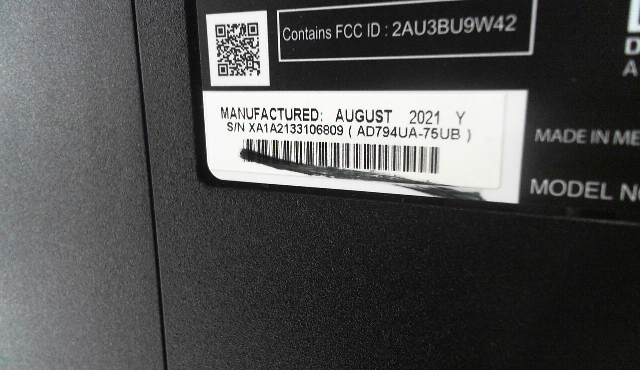 Contains FCC ID : 2AU3BU9W42
D
A
MANUFACTURED: AUGUST 2021 Y
S/N XA1A2133106809 ( AD794UA-75UB )
MADE IN ME
MODEL N